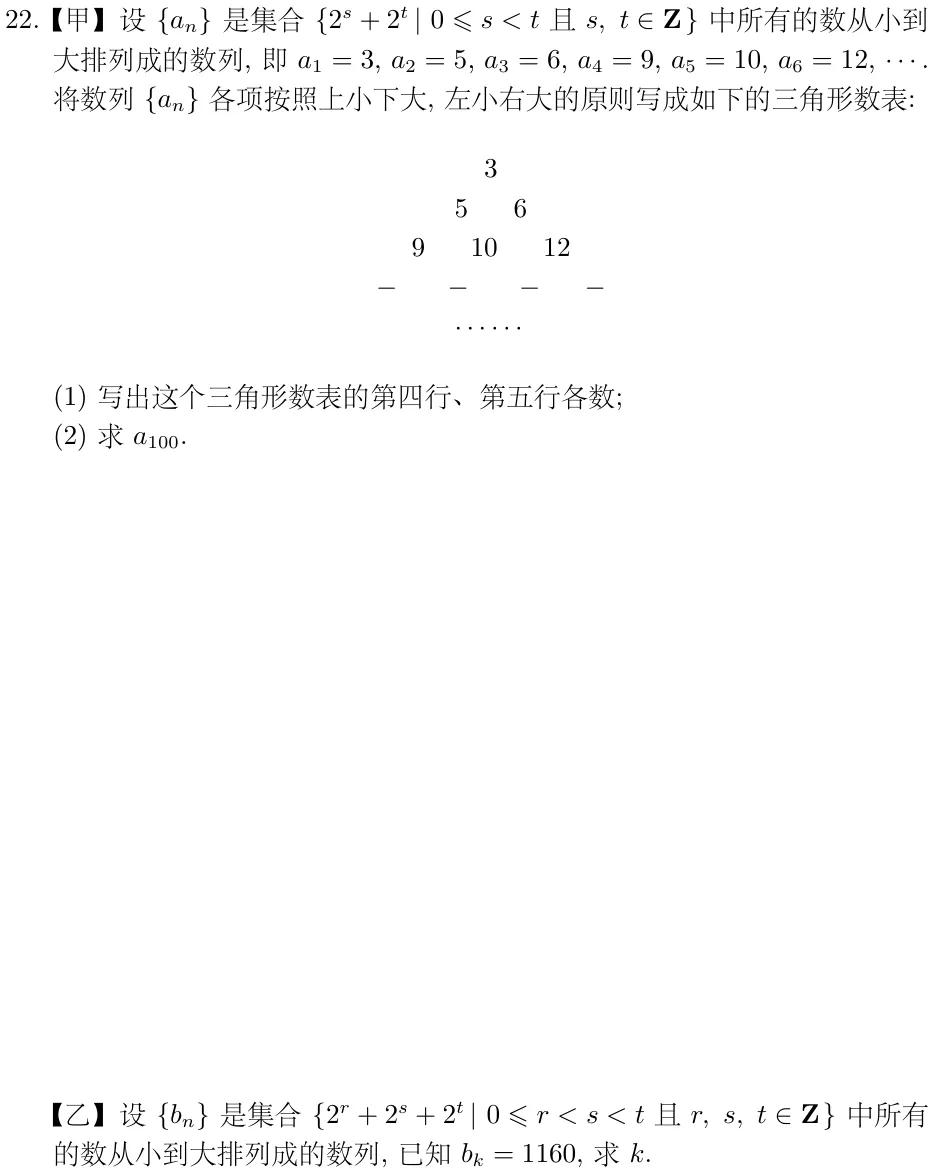 22.【甲】设 {aₙ} 是集合 {2ˢ + 2ᵗ | 0 ⩽ s < t 且 s, t ∈ Z} 中所有的数从小到
大排列成的数列, 即 a₁ = 3, a₂ = 5, a₃ = 6, a₄ = 9, a₅ = 10, a₆ = 12, ⋯.
将数列 {aₙ} 各项按照上小下大, 左小右大的原则写成如下的三角形数表:
3
5 6
9 10 12
− − − −
⋯⋯
(1) 写出这个三角形数表的第四行、第五行各数;
(2) 求 a₁₀₀.
【乙】设 {bₙ} 是集合 {2ʳ + 2ˢ + 2ᵗ | 0 ⩽ r < s < t 且 r, s, t ∈ Z} 中所有
的数从小到大排列成的数列, 已知 bₖ = 1160, 求 k.